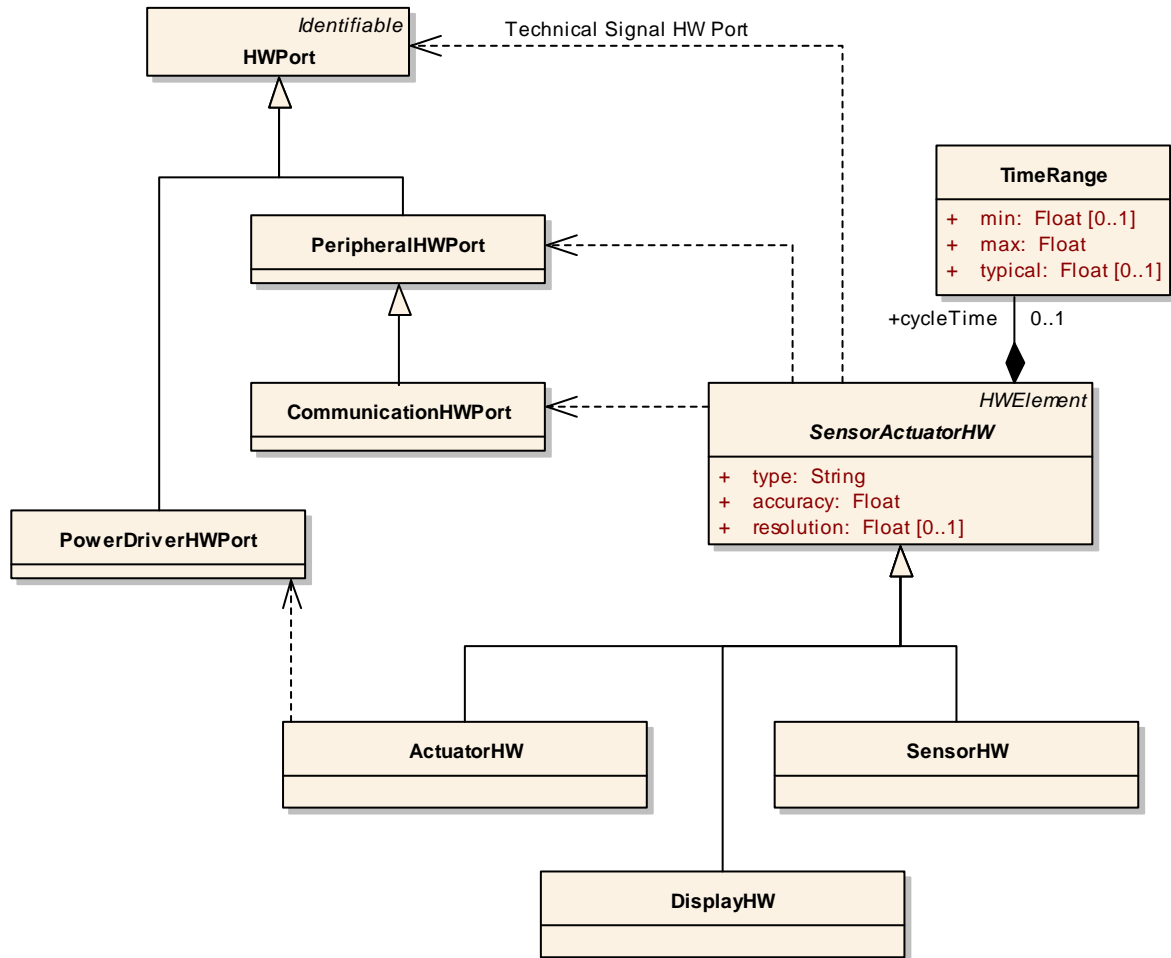 Identifiable
HWPort
Technical Signal HW Port
TimeRange
+ min: Float [0..1]
+ max: Float
+ typical: Float [0..1]
PeripheralHWPort
+cycleTime 0..1
CommunicationHWPort
HWElement
SensorActuatorHW
+ type: String
+ accuracy: Float
+ resolution: Float [0..1]
PowerDriverHWPort
ActuatorHW
SensorHW
DisplayHW